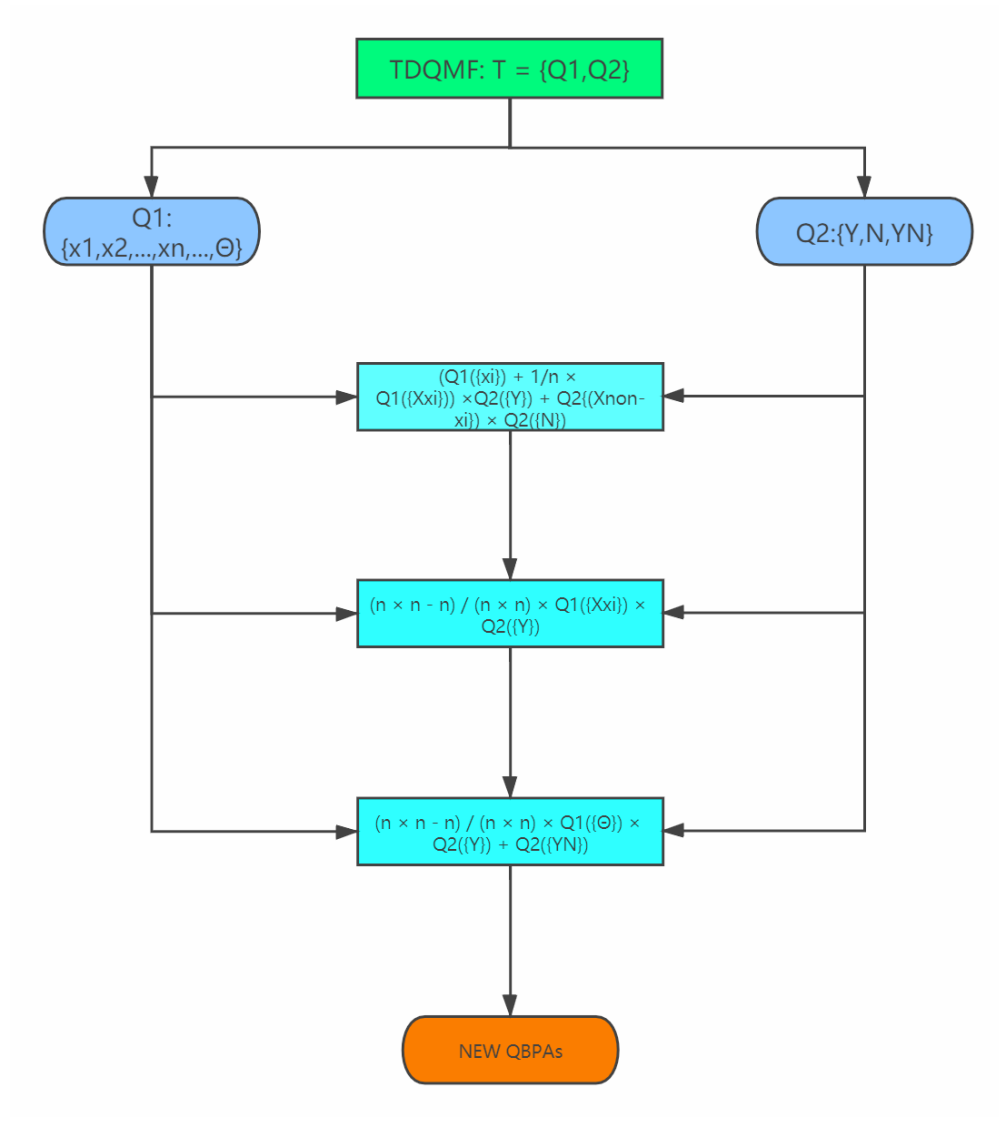 TDQMF: T = {Q1,Q2}
Q1:
{x1,x2,...,xn,...,Θ}
Q2:{Y,N,YN}
(Q1({xi}) + 1/n ×
Q1({Xxi})) ×Q2({Y}) + Q2{(Xnon-
xi}) × Q2({N})
(n × n - n) / (n × n) × Q1({Xxi}) ×
Q2({Y})
(n × n - n) / (n × n) × Q1({Θ}) ×
Q2({Y}) + Q2({YN})
NEW QBPAs